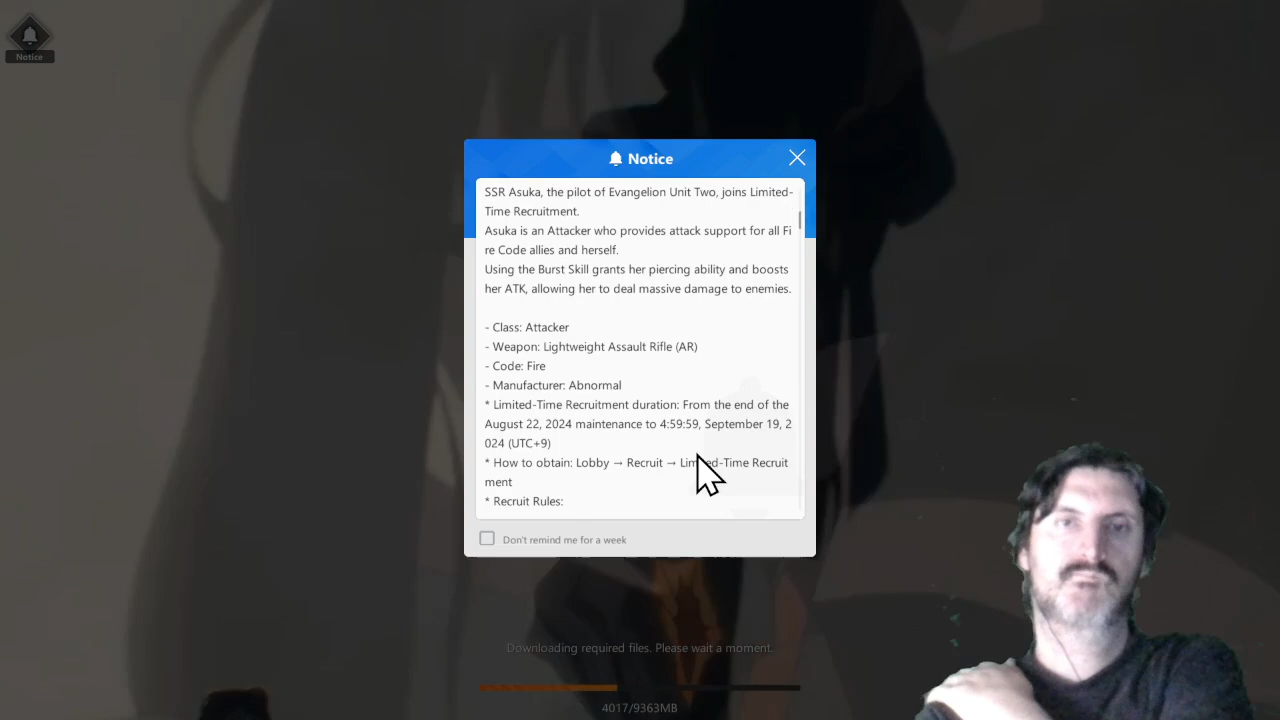 Notice
Notice
SSR Asuka, the pilot of Evangelion Unit Two, joins Limited-
Time Recruitment.
Asuka is an Attacker who provides attack support for all Fi
re Code allies and herself.
Using the Burst Skill grants her piercing ability and boosts
her ATK, allowing her to deal massive damage to enemies.
- Class: Attacker
- Weapon: Lightweight Assault Rifle (AR)
- Code: Fire
- Manufacturer: Abnormal
* Limited-Time Recruitment duration: From the end of the
August 22, 2024 maintenance to 4:59:59, September 19, 2
024 (UTC+9)
* How to obtain: Lobby → Recruit → Limited-Time Recruit
ment
* Recruit Rules:
Don't remind me for a week
Downloading required files. Please wait a moment.
4017/9363MB